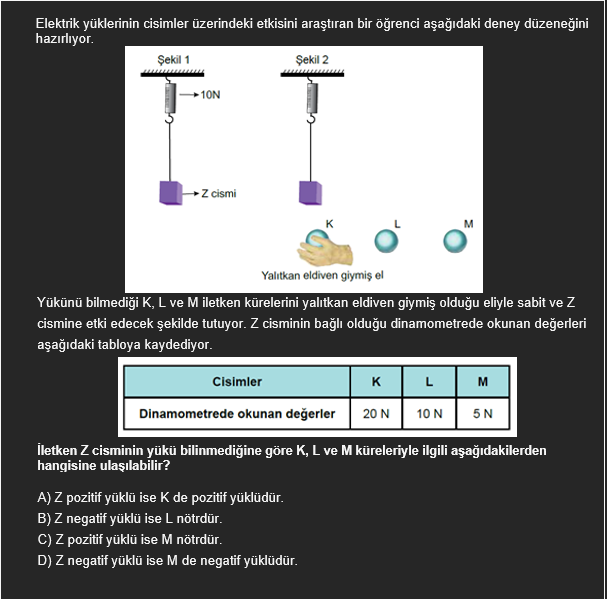 Elektrik yüklerinin cisimler üzerindeki etkisini araştıran bir öğrenci aşağıdaki deney düzeneğini
hazırlıyor.
Şekil 1
Şekil 2
10N
Z cismi
K
L
M
Yalıtkan eldiven giymiş el
Yükünü bilmediği K, L ve M iletken kürelerini yalıtkan eldiven giymiş olduğu eliyle sabit ve Z
cismine etki edecek şekilde tutuyor. Z cisminin bağlı olduğu dinamometrede okunan değerleri
aşağıdaki tabloya kaydediyor.
Cisimler K L M
Dinamometrede okunan değerler 20 N 10 N 5 N
İletken Z cisminin yükü bilinmediğine göre K, L ve M küreleriyle ilgili aşağıdakilerden
hangisine ulaşılabilir?
A) Z pozitif yüklü ise K de pozitif yüklüdür.
B) Z negatif yüklü ise L nötrdür.
C) Z pozitif yüklü ise M nötrdür.
D) Z negatif yüklü ise M de negatif yüklüdür.